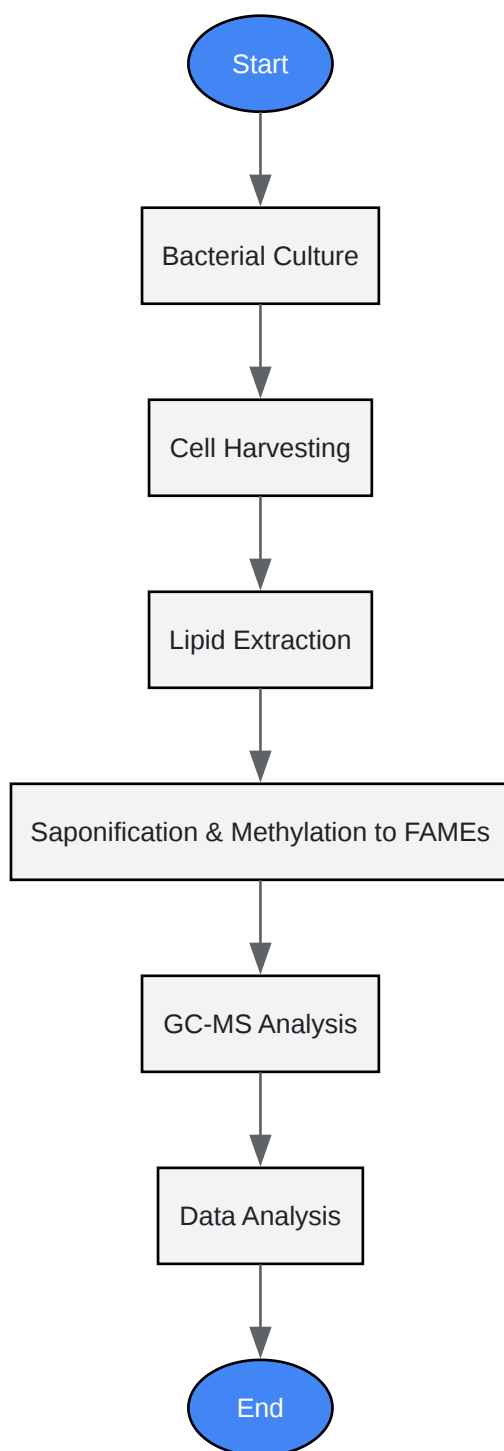 Start
Bacterial Culture
Cell Harvesting
Lipid Extraction
Saponification & Methylation to FAMEs
GC-MS Analysis
Data Analysis
End